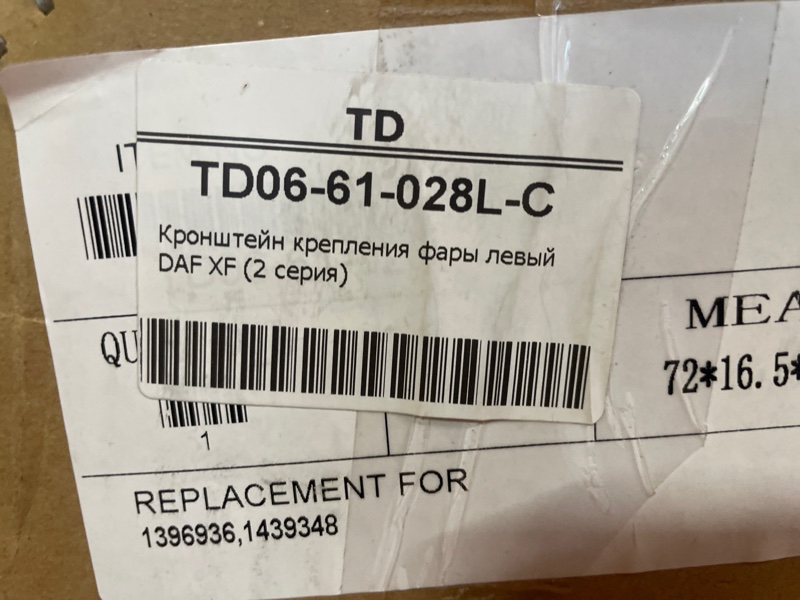 TD
TD06-61-028L-C
Кронштейн крепления фары левый
DAF XF (2 серия)
1
72*16.5*
REPLACEMENT FOR
1396936,1439348